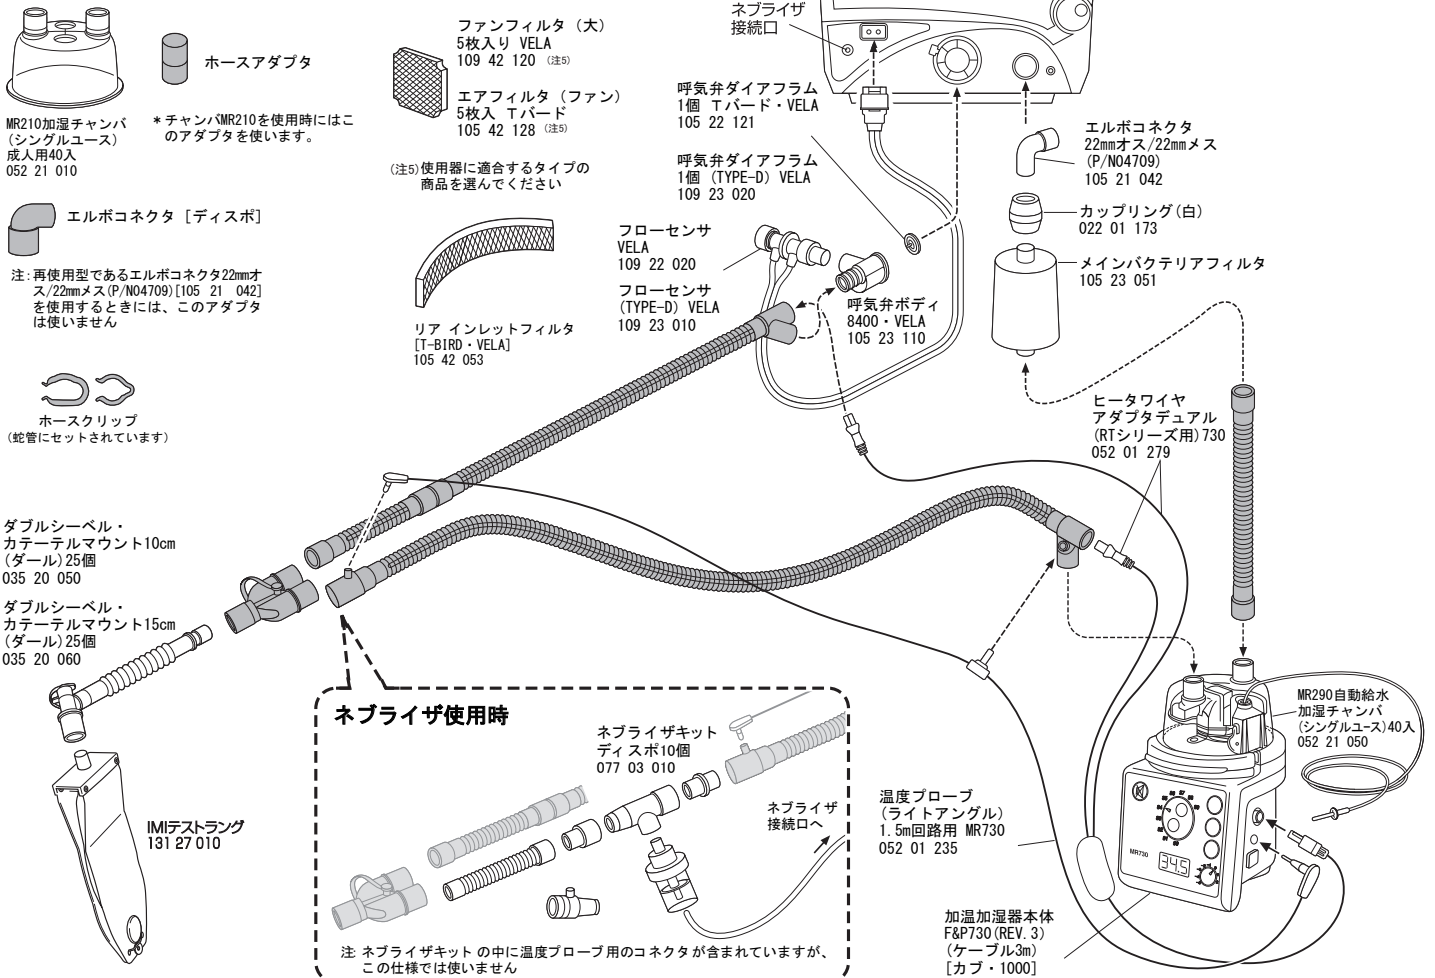 MR210加湿チャンバ
(シングルユース)
成人用40入
052 21 010
ホースアダプタ
＊チャンバMR210を使用時にはこ
のアダプタを使います。
エルボコネクタ［ディスポ］
注：再使用型であるエルボコネクタ22mmオ
ス/22mmメス(P/N04709)[105 21 042]
を使用するときには、このアダプタ
は使いません
ホースクリップ
(蛇管にセットされています)
ファンフィルタ（大）
5枚入り VELA
109 42 120 (注5)
エアフィルタ（ファン）
5枚入 Tバード
105 42 128 (注5)
(注5)使用器に適合するタイプの
商品を選んでください
リア インレットフィルタ
[T-BIRD・VELA]
105 42 053
ネブライザ
接続口
呼気弁ダイアフラム
1個 Tバード・VELA
105 22 121
呼気弁ダイアフラム
1個 (TYPE-D) VELA
109 23 020
フローセンサ
VELA
109 22 020
フローセンサ
(TYPE-D) VELA
109 23 010
呼気弁ボディ
8400・VELA
105 23 110
エルボコネクタ
22mmオス/22mmメス
(P/N04709)
105 21 042
カップリング(白)
022 01 173
メインバクテリアフィルタ
105 23 051
ヒータワイヤ
アダプタデュアル
(RTシリーズ用)730
052 01 279
ダブルシーベル・
カテーテルマウント10cm
(ダール)25個
035 20 050
ダブルシーベル・
カテーテルマウント15cm
(ダール)25個
035 20 060
IMIテストラング
131 27 010
ネブライザ使用時
ネブライザキット
ディスポ10個
077 03 010
ネブライザ
接続口へ
注：ネブライザキット の中に温度プローブ用のコネクタが含まれていますが、
この仕様では使いません
温度プローブ
(ライトアングル)
1.5m回路用 MR730
052 01 235
MR290自動給水
加湿チャンバ
(シングルユース)40入
052 21 050
MR730
34.5
加温加湿器本体
F&P730(REV.3)
(ケーブル3m)
[カブ・1000]